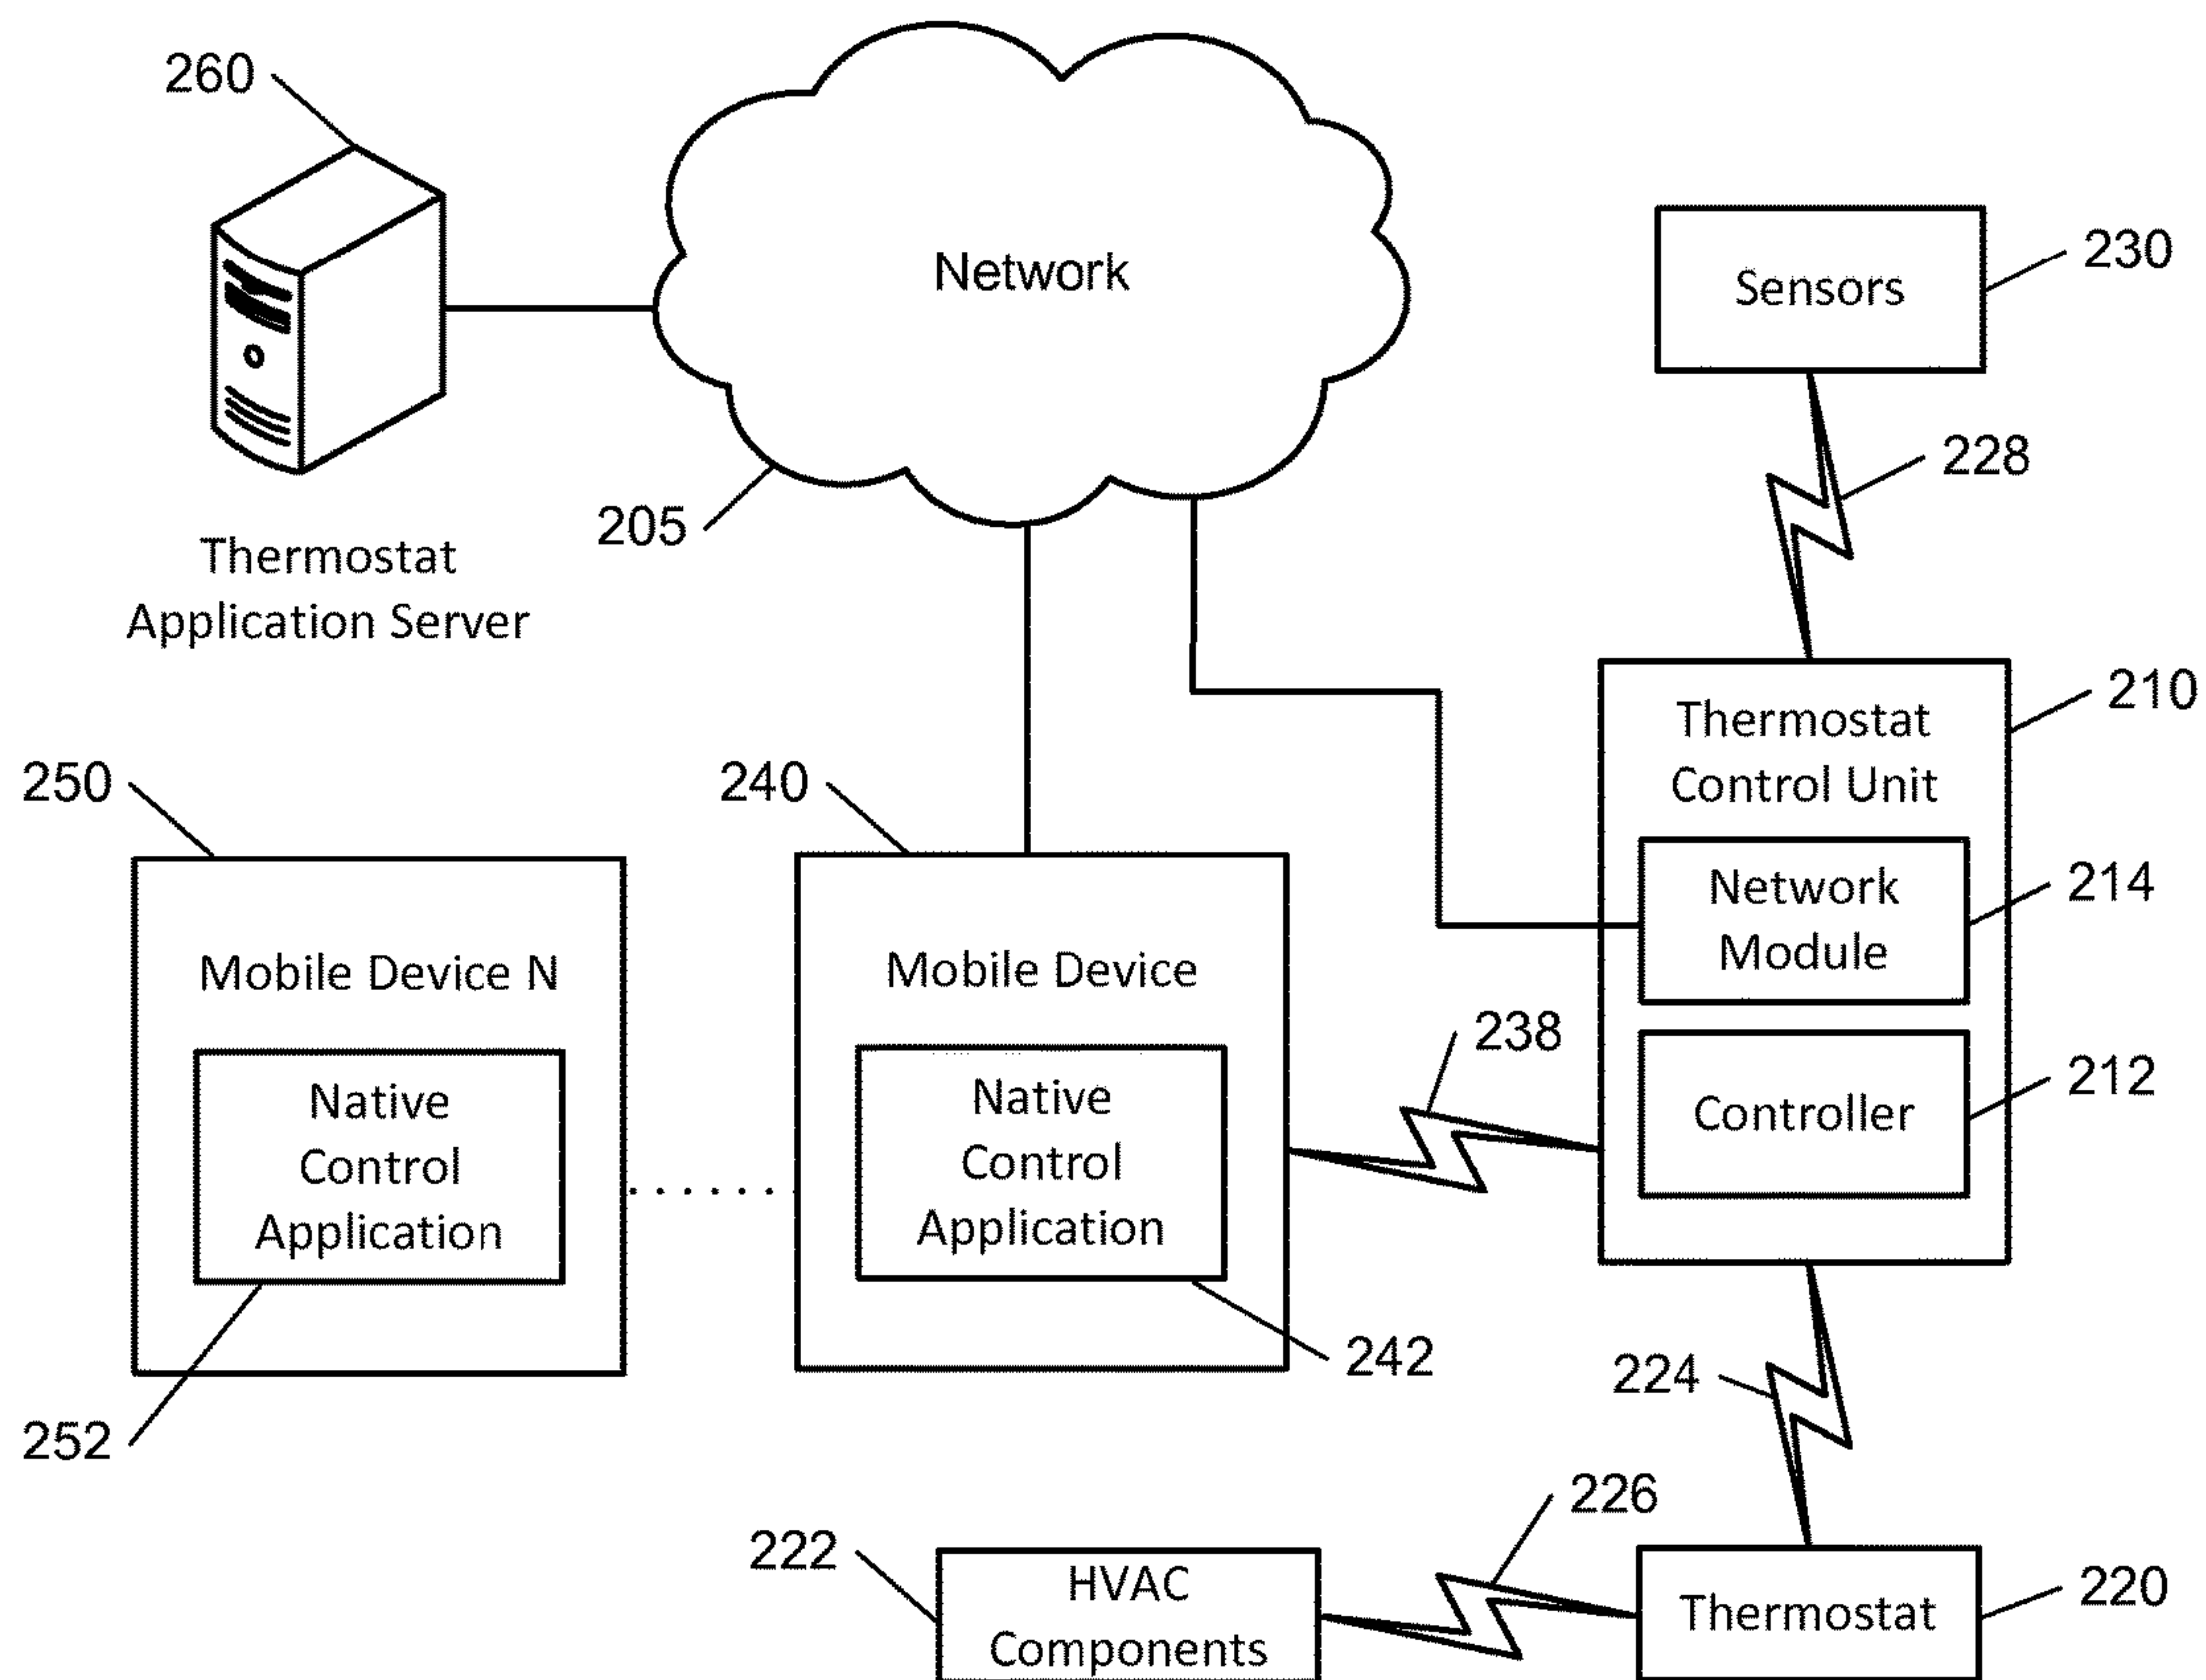 260
Network
Sensors
230
228
205
Thermostat
Application Server
210
Thermostat
Control Unit
250
240
Network
Module
214
Mobile Device N
Mobile Device
238
Controller
212
Native
Control
Application
Native
Control
Application
242
224
252
226
222
HVAC
Components
Thermostat
220